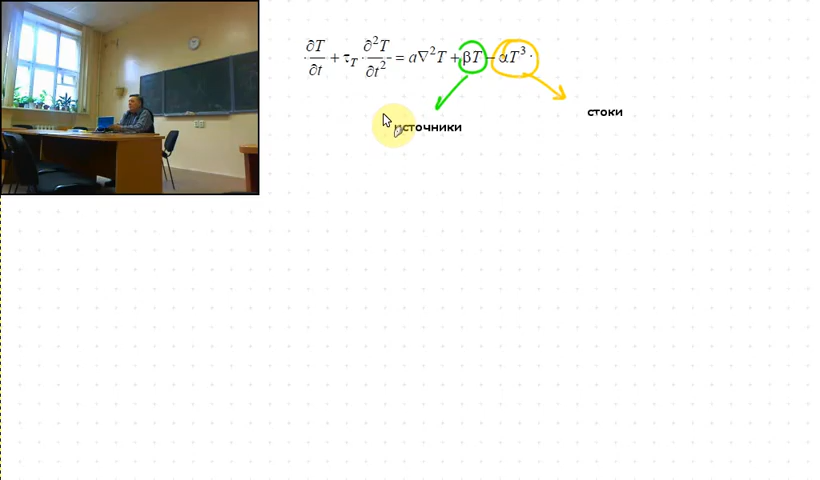 ∂T/∂t + τ_T · ∂²T/∂t² = a∇²T + βT − αT³ ·
стоки
источники